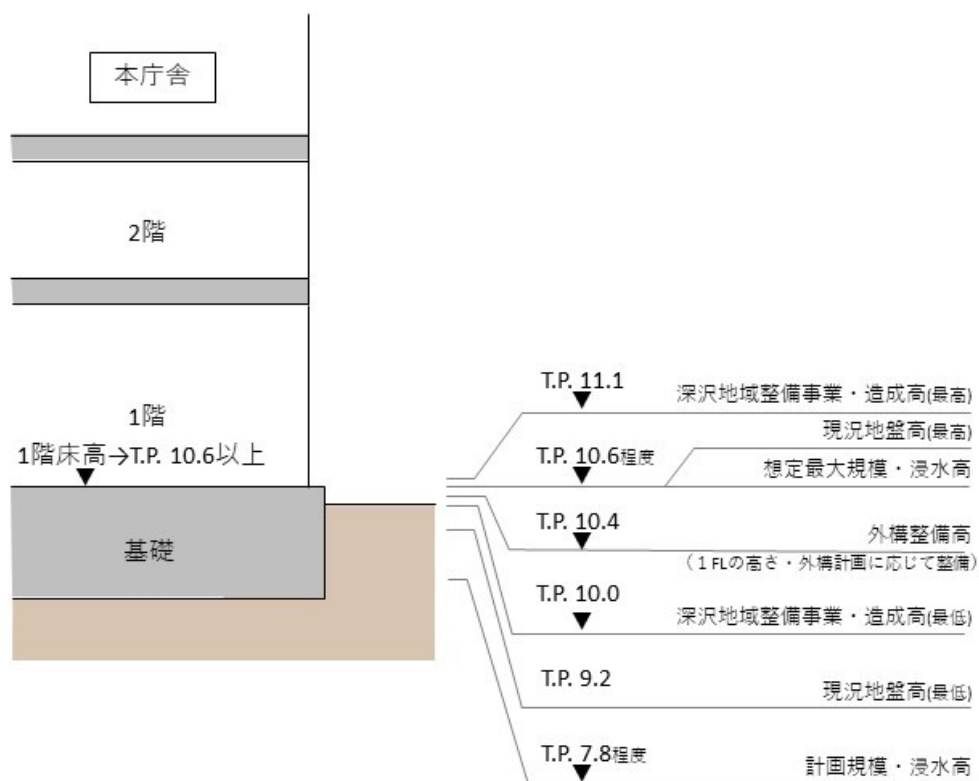 本庁舎
2階
1階
1階床高→T.P. 10.6以上
基礎
T.P. 11.1
深沢地域整備事業・造成高(最高)
現況地盤高(最高)
T.P. 10.6程度
想定最大規模・浸水高
T.P. 10.4
外構整備高
(１FLの高さ・外構計画に応じて整備)
T.P. 10.0
深沢地域整備事業・造成高(最低)
T.P. 9.2
現況地盤高(最低)
T.P. 7.8程度
計画規模・浸水高